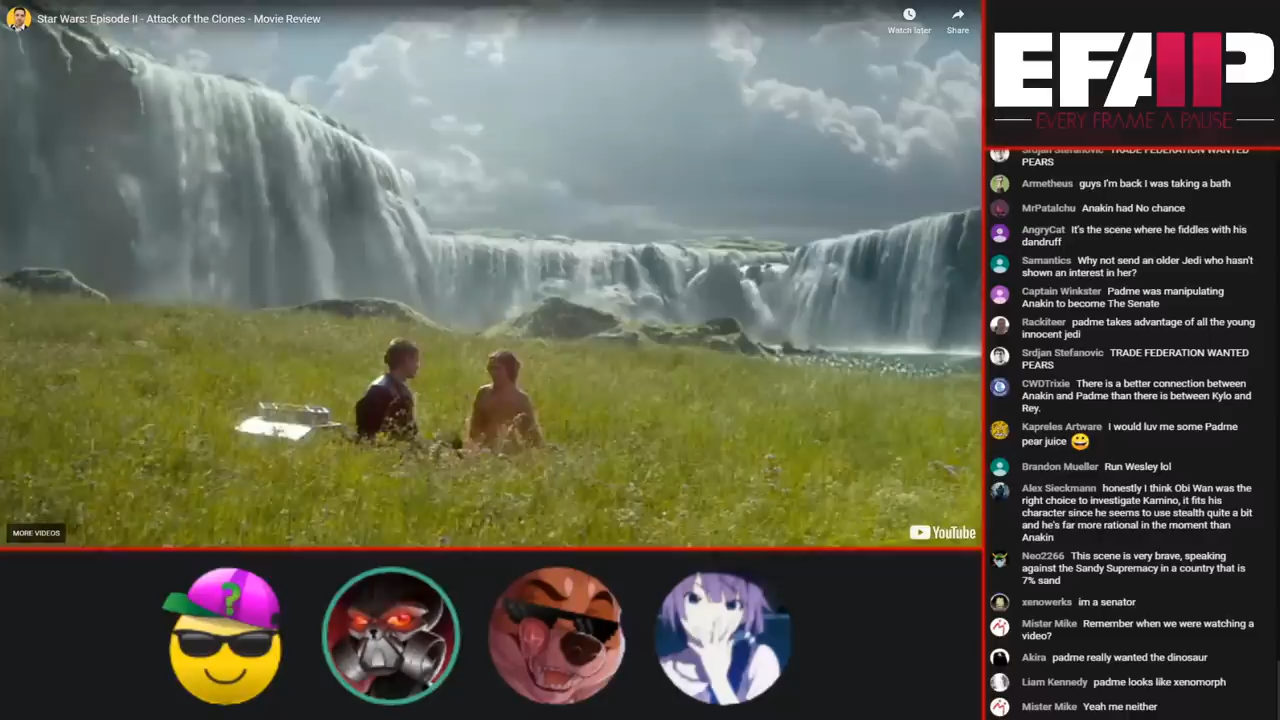 Star Wars: Episode II - Attack of the Clones - Movie Review
Watch later
Share
MORE VIDEOS
YouTube
?
EFAP
EVERY FRAME A PAUSE
Srdjan Stefanovic TRADE FEDERATION WANTED
PEARS
Armetheus guys I'm back I was taking a bath
MrPatalchu Anakin had No chance
AngryCat It's the scene where he fiddles with his
dandruff
Samantics Why not send an older Jedi who hasn't
shown an interest in her?
Captain Winkster Padme was manipulating
Anakin to become The Senate
Rackiteer padme takes advantage of all the young
innocent jedi
Srdjan Stefanovic TRADE FEDERATION WANTED
PEARS
CWDTrixie There is a better connection between
Anakin and Padme than there is between Kylo and
Rey.
Kapreles Artware I would luv me some Padme
pear juice 😀
Brandon Mueller Run Wesley lol
Alex Sieckmann honestly I think Obi Wan was the
right choice to investigate Kamino, it fits his
character since he seems to use stealth quite a bit
and he's far more rational in the moment than
Anakin
Neo2266 This scene is very brave, speaking
against the Sandy Supremacy in a country that is
7% sand
xenowerks im a senator
Mister Mike Remember when we were watching a
video?
Akira padme really wanted the dinosaur
Liam Kennedy padme looks like xenomorph
Mister Mike Yeah me neither